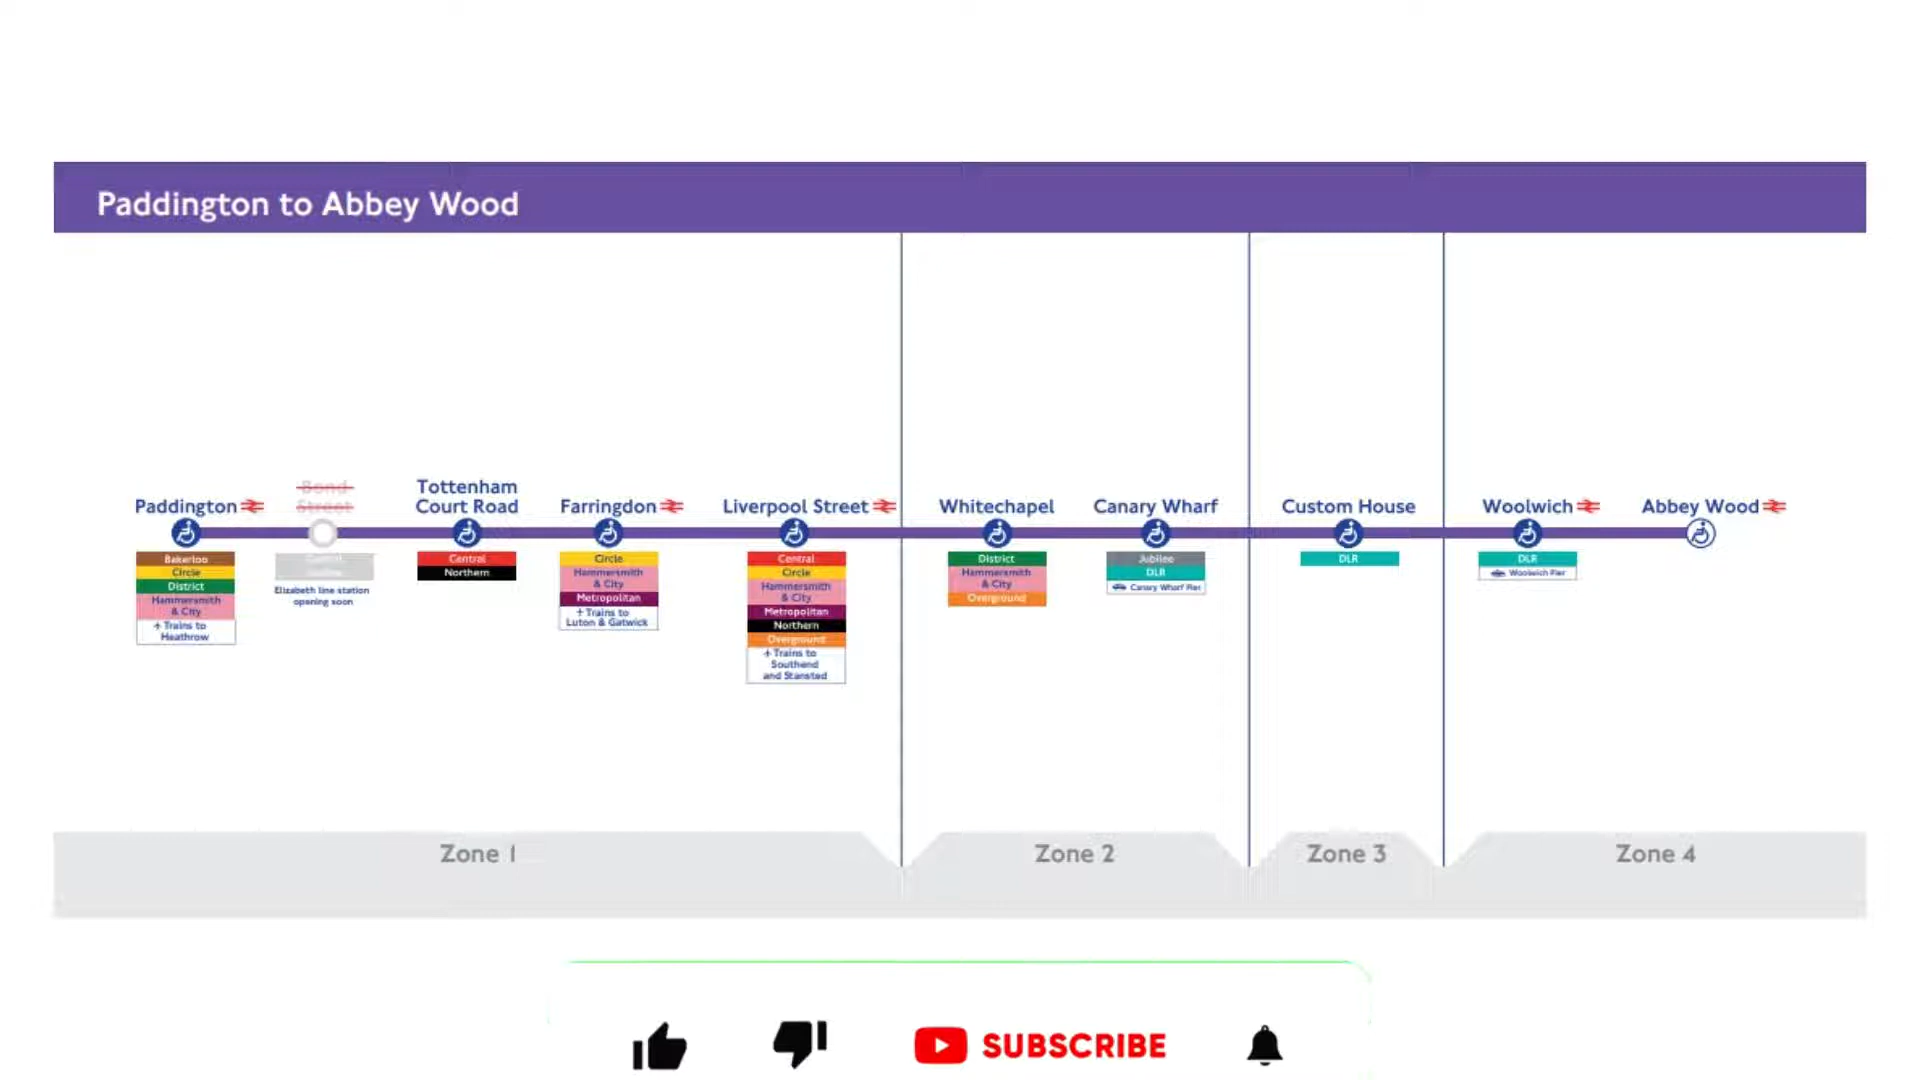 Paddington to Abbey Wood
Paddington
Bond
Street
Tottenham
Court Road
Farringdon
Liverpool Street
Whitechapel
Canary Wharf
Custom House
Woolwich
Abbey Wood
Bakerloo
Circle
District
Hammersmith
& City
Trains to
Heathrow
Elizabeth line station
opening soon
Central
Northern
Circle
Hammersmith
& City
Metropolitan
Trains to
Luton & Gatwick
Central
Circle
Hammersmith
& City
Metropolitan
Northern
Overground
Trains to
Southend
and Stansted
District
Hammersmith
& City
Overground
Jubilee
DLR
Canary Wharf Pier
DLR
DLR
Woolwich Pier
Zone 1
Zone 2
Zone 3
Zone 4
SUBSCRIBE